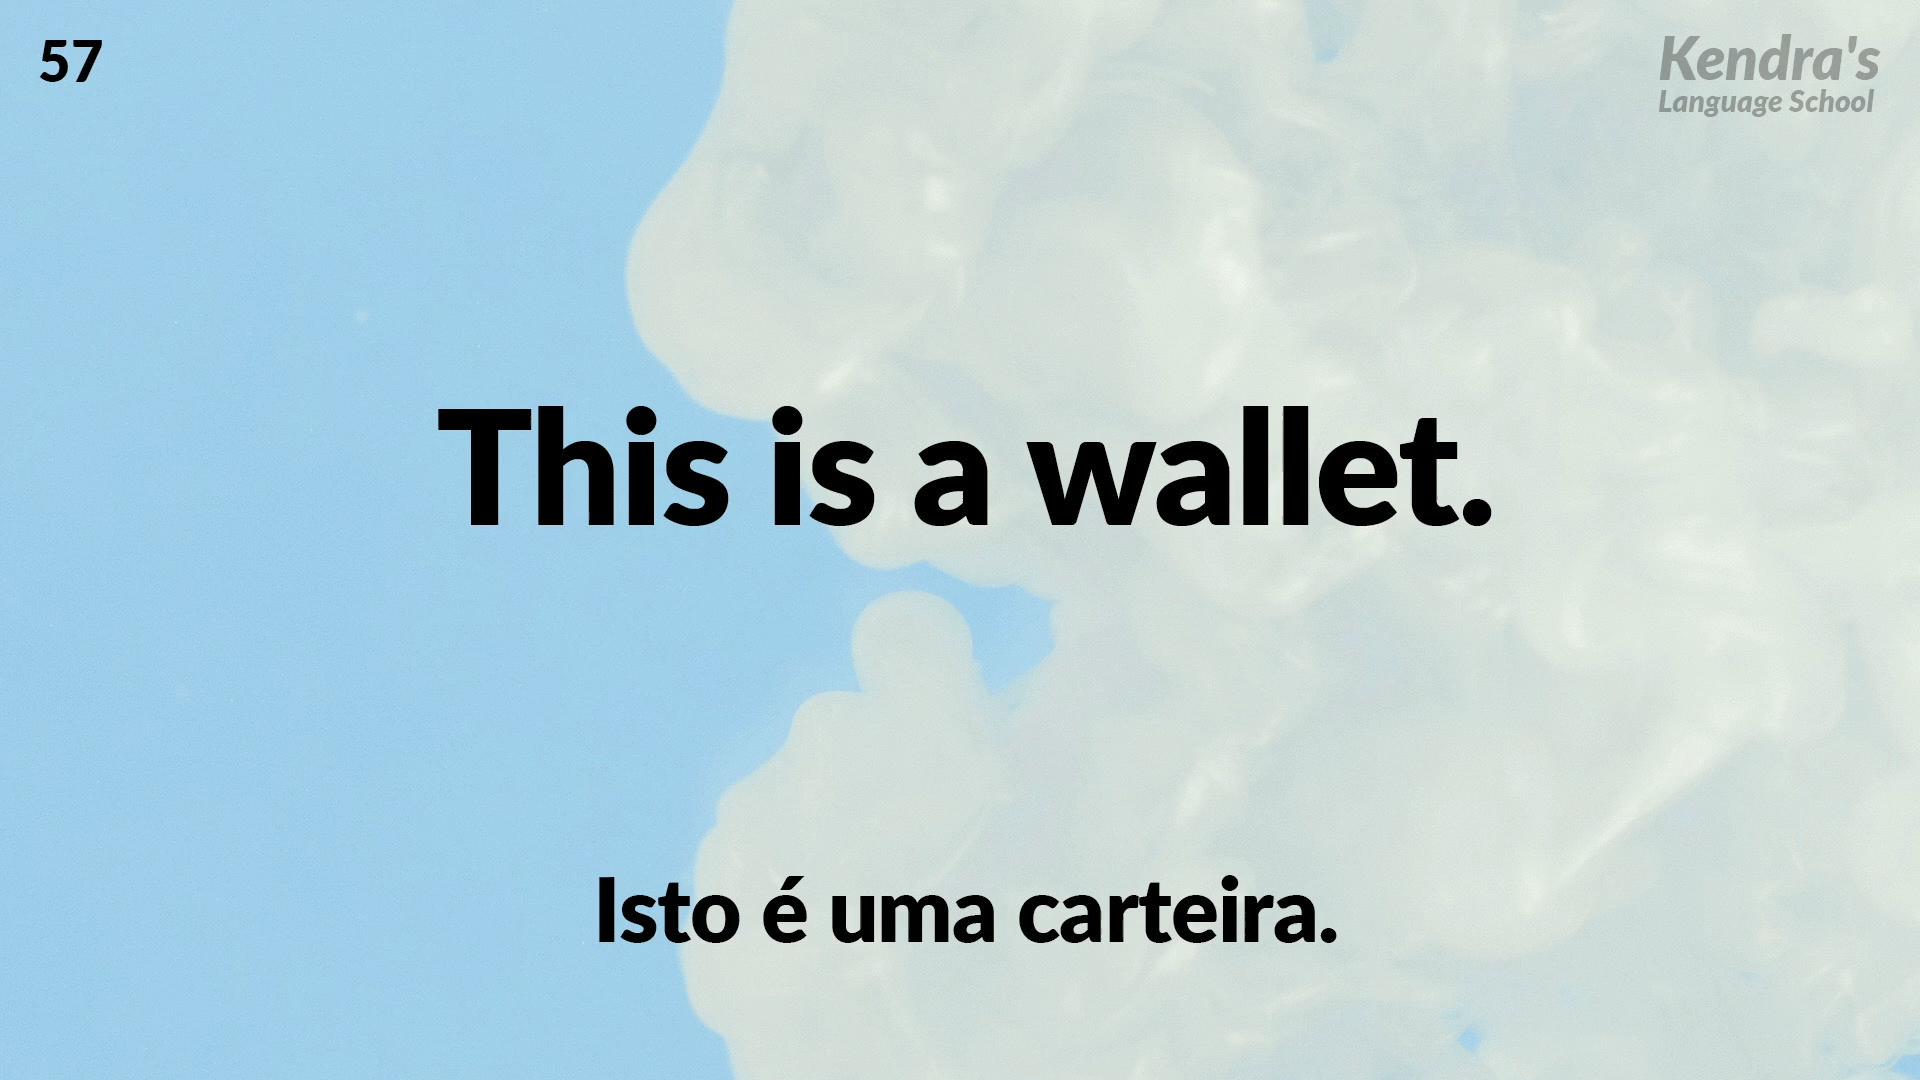 57
Kendra's
Language School
This is a wallet.
Isto é uma carteira.